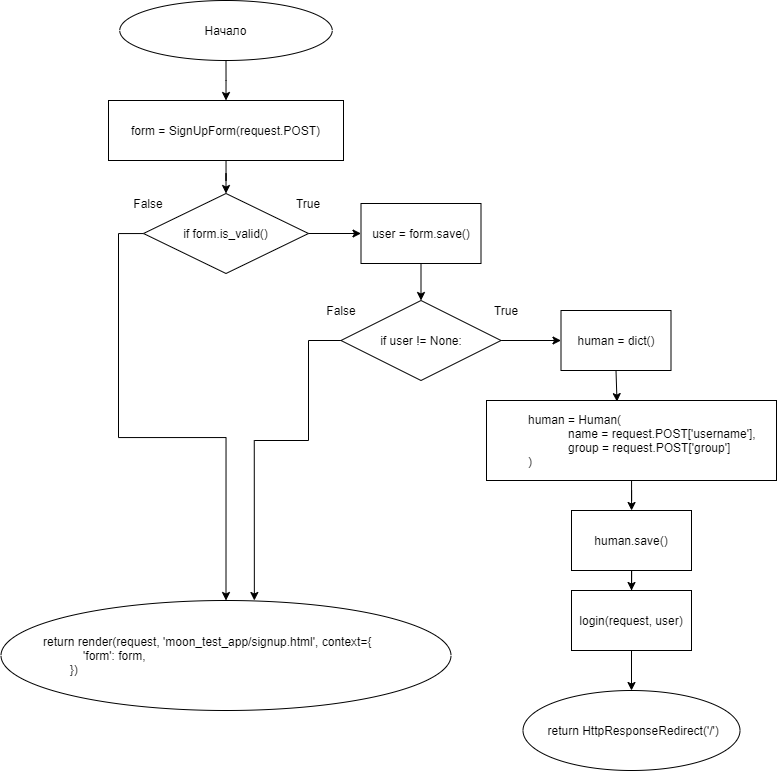 Начало
form = SignUpForm(request.POST)
False
True
if form.is_valid()
user = form.save()
False
True
if user != None:
human = dict()
human = Human(
name = request.POST['username'],
group = request.POST['group']
)
human.save()
login(request, user)
return render(request, 'moon_test_app/signup.html', context={
'form': form,
})
return HttpResponseRedirect('/')